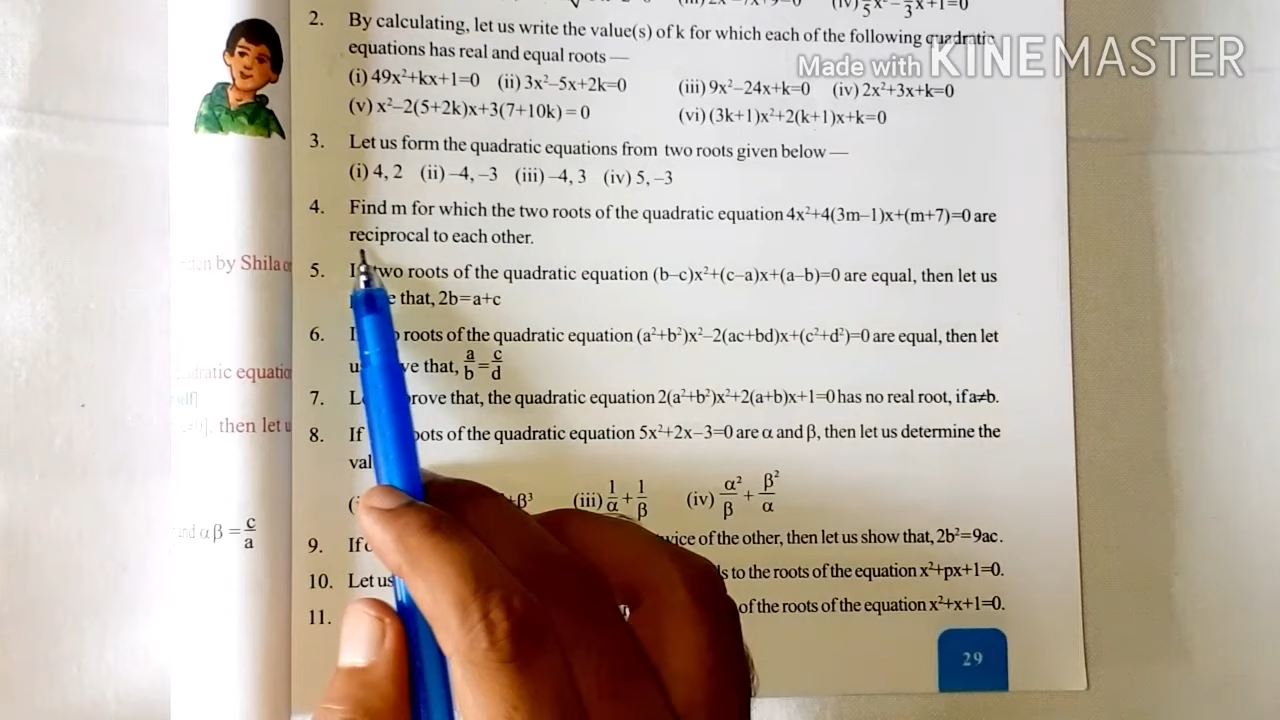 2. By calculating, let us write the value(s) of k for which each of the following quadratic
equations has real and equal roots —
Made with KINEMASTER
(i) 49x²+kx+1=0 (ii) 3x²–5x+2k=0 (iii) 9x²–24x+k=0 (iv) 2x²+3x+k=0
(v) x²–2(5+2k)x+3(7+10k) = 0 (vi) (3k+1)x²+2(k+1)x+k=0
3. Let us form the quadratic equations from two roots given below —
(i) 4, 2 (ii) –4, –3 (iii) –4, 3 (iv) 5, –3
4. Find m for which the two roots of the quadratic equation 4x²+4(3m–1)x+(m+7)=0 are
reciprocal to each other.
by Shila
5. two roots of the quadratic equation (b–c)x²+(c–a)x+(a–b)=0 are equal, then let us
that, 2b=a+c
6. roots of the quadratic equation (a²+b²)x²–2(ac+bd)x+(c²+d²)=0 are equal, then let
that, a/b=c/d
7. the quadratic equation 2(a²+b²)x²+2(a+b)x+1=0 has no real root, if a≠b.
then let
8. If of the quadratic equation 5x²+2x–3=0 are α and β, then let us determine the
+β³ (iii) 1/α+1/β (iv) α²/β+β²/α
αβ=c/a
9. If of the other, then let us show that, 2b²=9ac.
10. Let us to the roots of the equation x²+px+1=0.
11. of the roots of the equation x²+x+1=0.
29